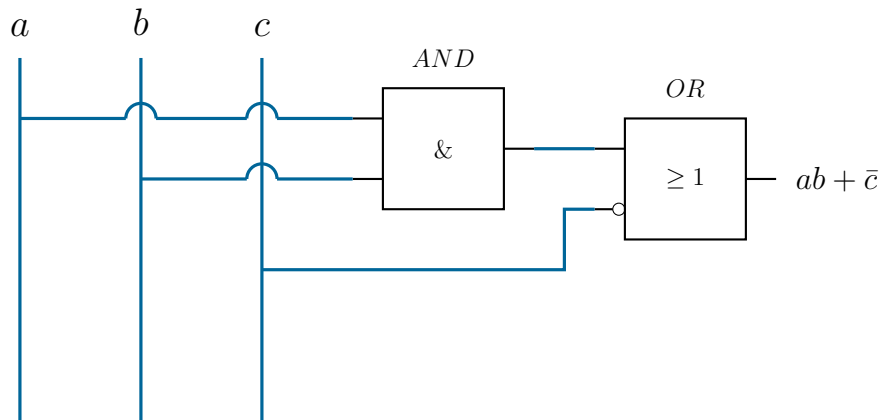 a b c
AND
OR
&
≥ 1
ab + c̄